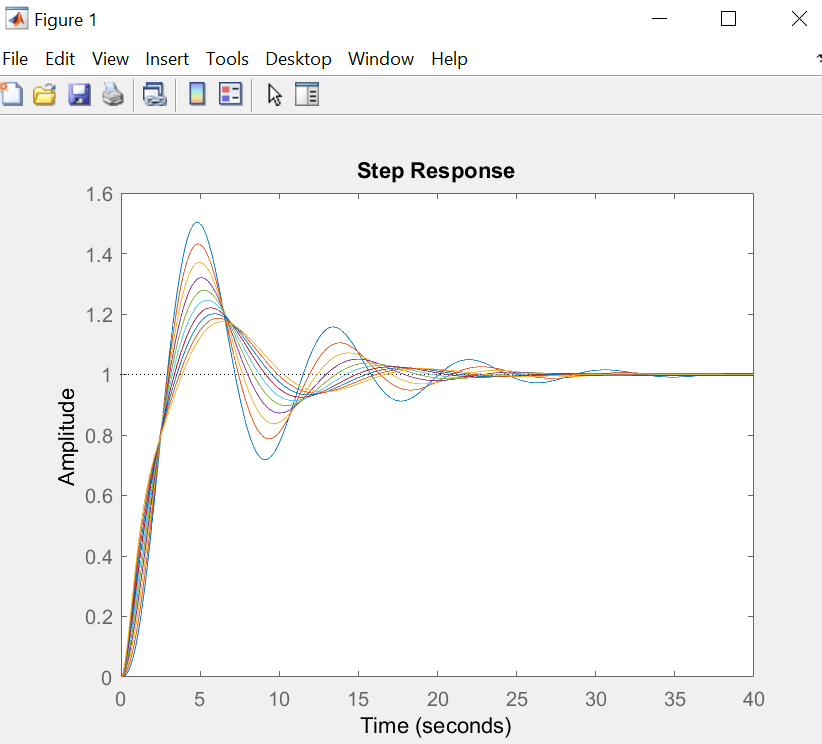 Figure 1
File Edit View Insert Tools Desktop Window Help
Step Response
1.6
1.4
1.2
1
0.8
0.6
0.4
0.2
0
Amplitude
0 5 10 15 20 25 30 35 40
Time (seconds)